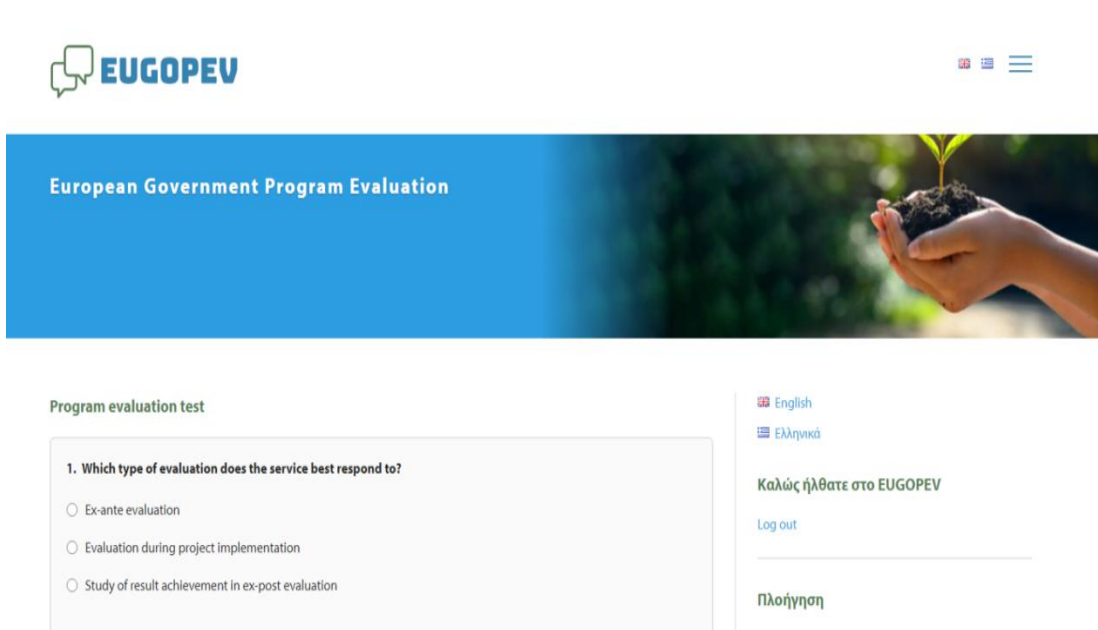 EUGOPEV
European Government Program Evaluation
Program evaluation test
1. Which type of evaluation does the service best respond to?
Ex-ante evaluation
Evaluation during project implementation
Study of result achievement in ex-post evaluation
English
Ελληνικά
Καλώς ήλθατε στο EUGOPEV
Log out
Πλοήγηση